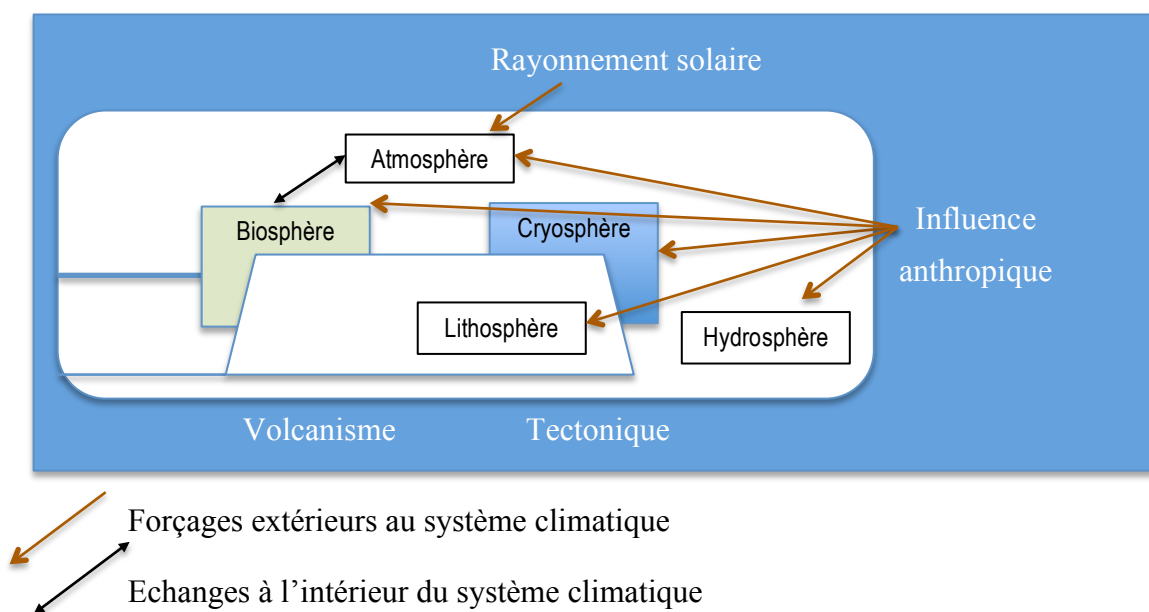 Rayonnement solaire
Atmosphère
Biosphère
Cryosphère
Influence
anthropique
Lithosphère
Hydrosphère
Volcanisme
Tectonique
Forçages extérieurs au système climatique
Echanges à l’intérieur du système climatique